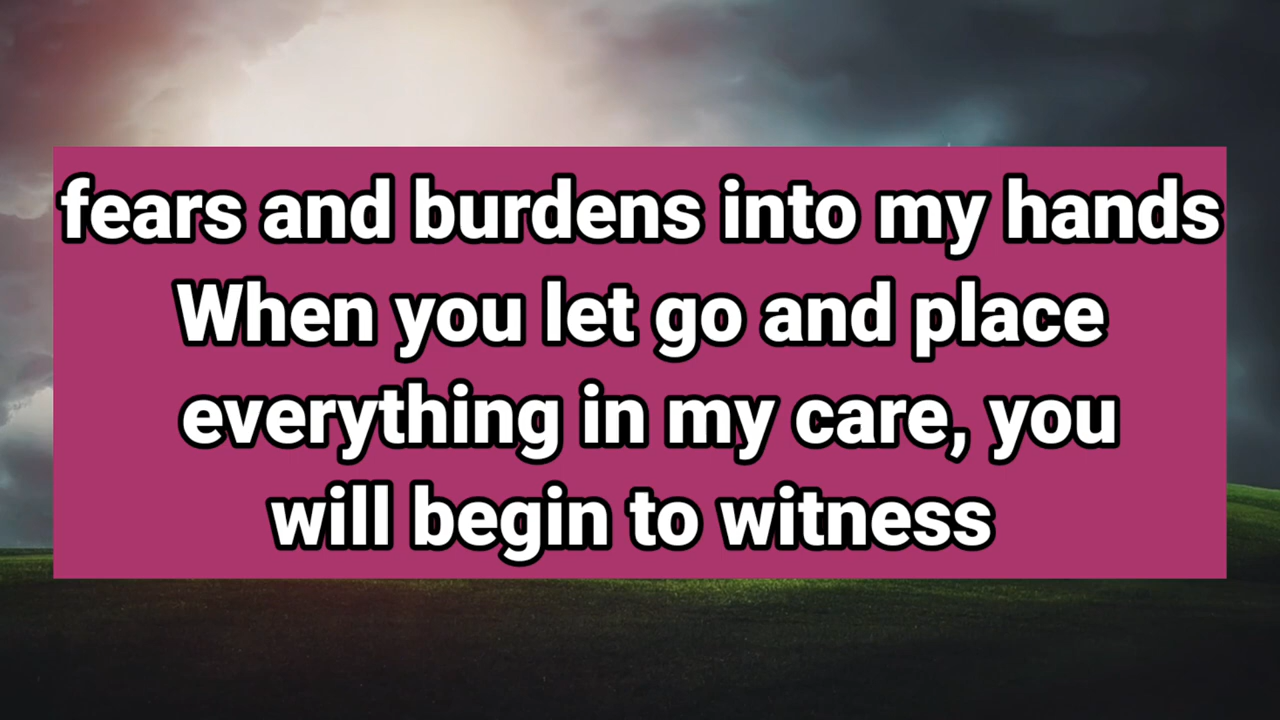 fears and burdens into my hands
When you let go and place
everything in my care, you
will begin to witness